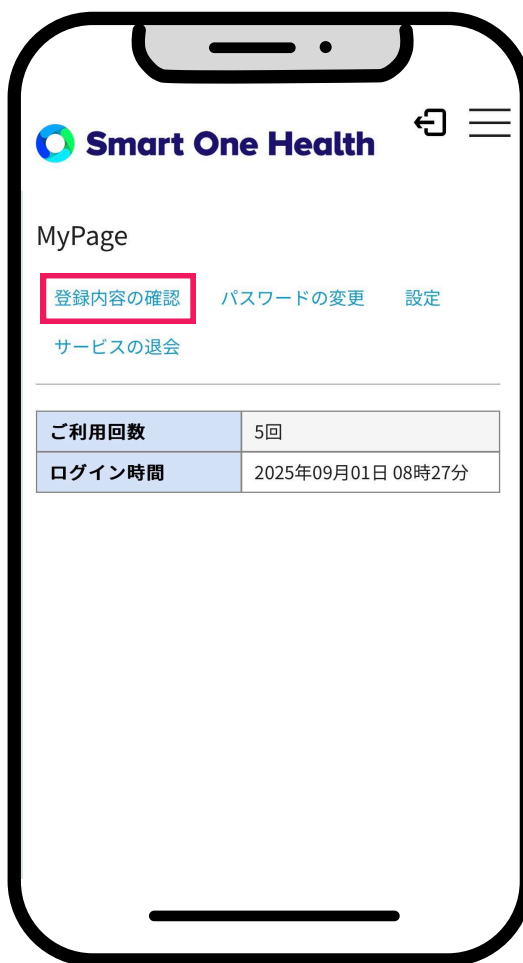 Smart One Health
MyPage
登録内容の確認 パスワードの変更 設定
サービスの退会
ご利用回数 5回
ログイン時間 2025年09月01日 08時27分